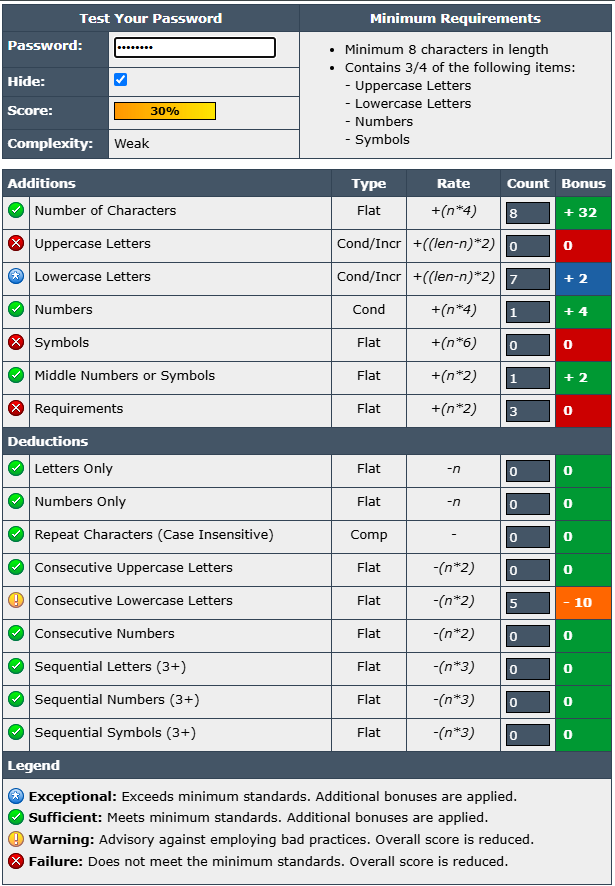 Test Your Password Minimum Requirements
Password: ••••••••
• Minimum 8 characters in length
• Contains 3/4 of the following items:
- Uppercase Letters
- Lowercase Letters
- Numbers
- Symbols
Hide:
Score: 30%
Complexity: Weak
Additions Type Rate Count Bonus
Number of Characters Flat +(n*4) 8 + 32
Uppercase Letters Cond/Incr +((len-n)*2) 0 0
Lowercase Letters Cond/Incr +((len-n)*2) 7 + 2
Numbers Cond +(n*4) 1 + 4
Symbols Flat +(n*6) 0 0
Middle Numbers or Symbols Flat +(n*2) 1 + 2
Requirements Flat +(n*2) 3 0
Deductions
Letters Only Flat -n 0 0
Numbers Only Flat -n 0 0
Repeat Characters (Case Insensitive) Comp - 0 0
Consecutive Uppercase Letters Flat -(n*2) 0 0
Consecutive Lowercase Letters Flat -(n*2) 5 - 10
Consecutive Numbers Flat -(n*2) 0 0
Sequential Letters (3+) Flat -(n*3) 0 0
Sequential Numbers (3+) Flat -(n*3) 0 0
Sequential Symbols (3+) Flat -(n*3) 0 0
Legend
Exceptional: Exceeds minimum standards. Additional bonuses are applied.
Sufficient: Meets minimum standards. Additional bonuses are applied.
Warning: Advisory against employing bad practices. Overall score is reduced.
Failure: Does not meet the minimum standards. Overall score is reduced.